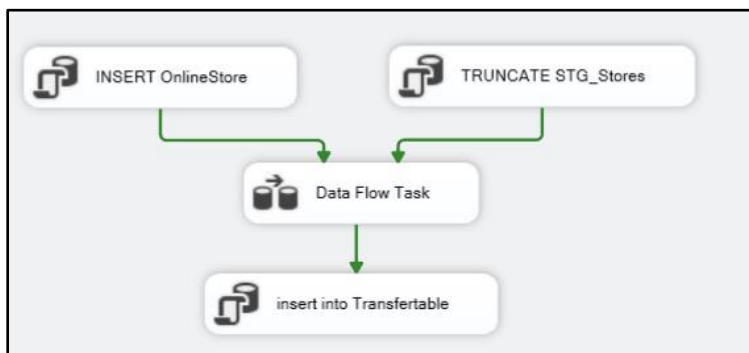 INSERT OnlineStore
TRUNCATE STG_Stores
Data Flow Task
insert into Transfertable